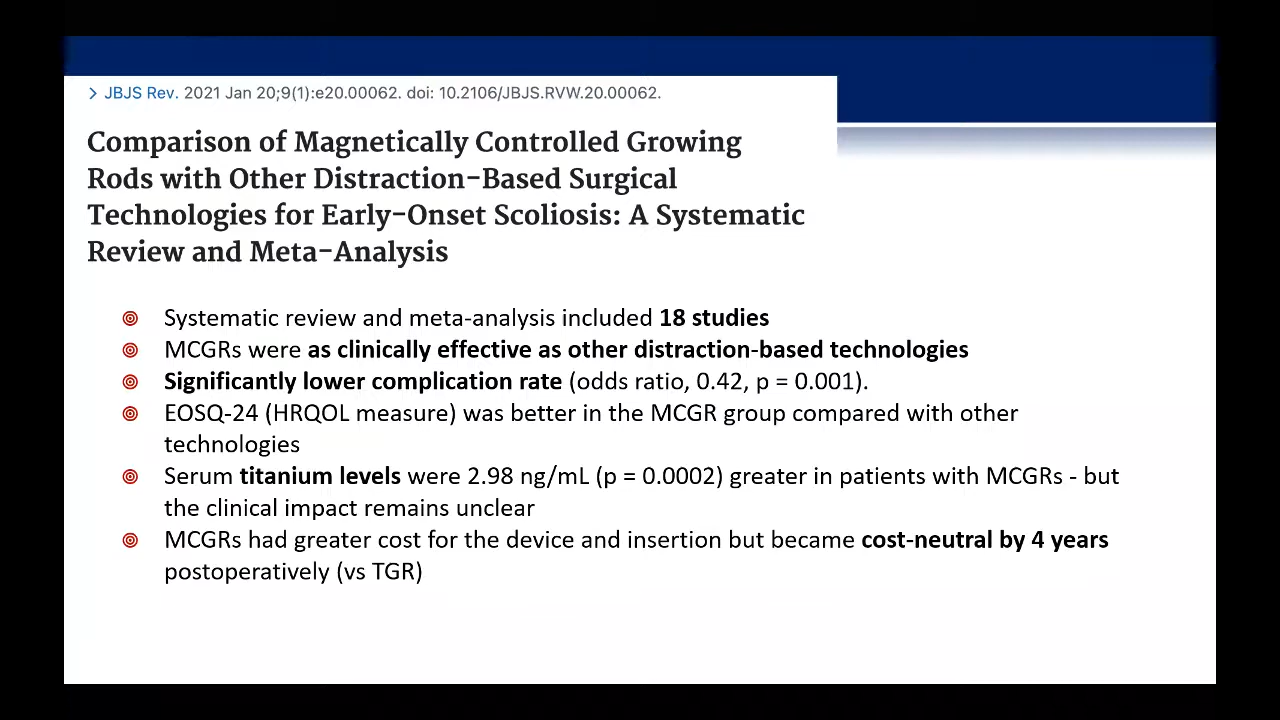 > JBJS Rev. 2021 Jan 20;9(1):e20.00062. doi: 10.2106/JBJS.RVW.20.00062.
Comparison of Magnetically Controlled Growing
Rods with Other Distraction-Based Surgical
Technologies for Early-Onset Scoliosis: A Systematic
Review and Meta-Analysis
Systematic review and meta-analysis included 18 studies
MCGRs were as clinically effective as other distraction-based technologies
Significantly lower complication rate (odds ratio, 0.42, p = 0.001).
EOSQ-24 (HRQOL measure) was better in the MCGR group compared with other
technologies
Serum titanium levels were 2.98 ng/mL (p = 0.0002) greater in patients with MCGRs - but
the clinical impact remains unclear
MCGRs had greater cost for the device and insertion but became cost-neutral by 4 years
postoperatively (vs TGR)